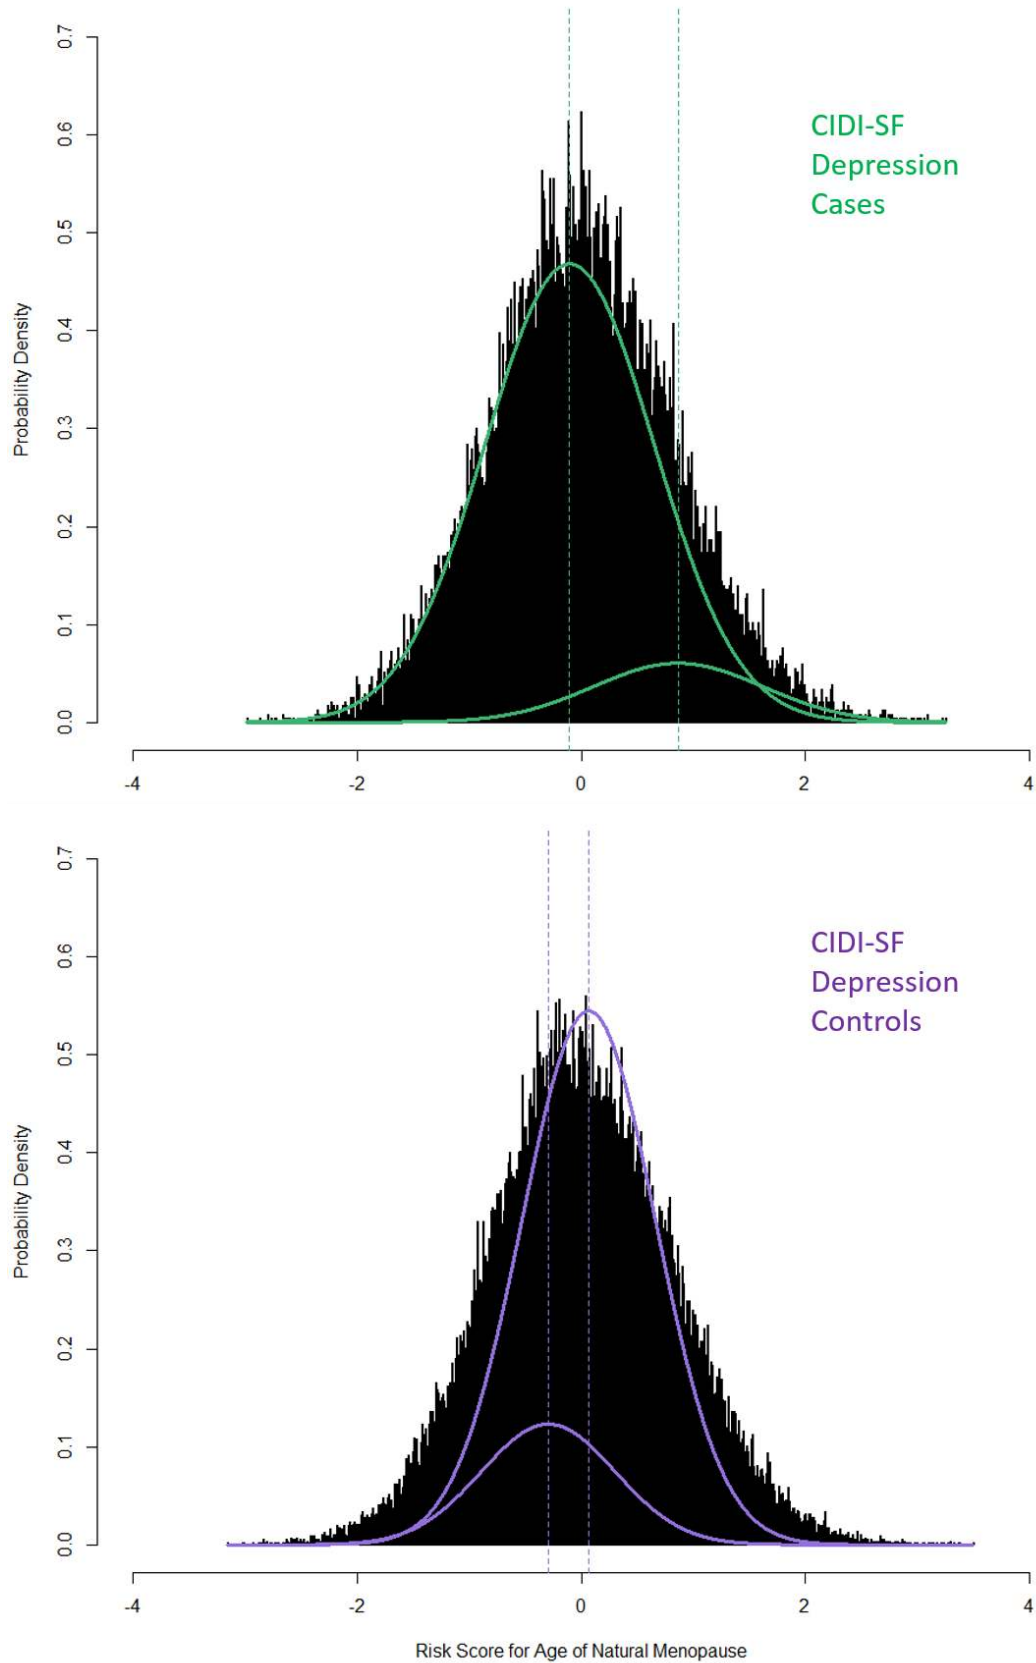 0.7
0.6
0.5
0.4
0.3
0.2
0.1
0.0
Probability Density
CIDI-SF
Depression
Cases
-4 -2 0 2 4
0.7
0.6
0.5
0.4
0.3
0.2
0.1
0.0
Probability Density
CIDI-SF
Depression
Controls
-4 -2 0 2 4
Risk Score for Age of Natural Menopause